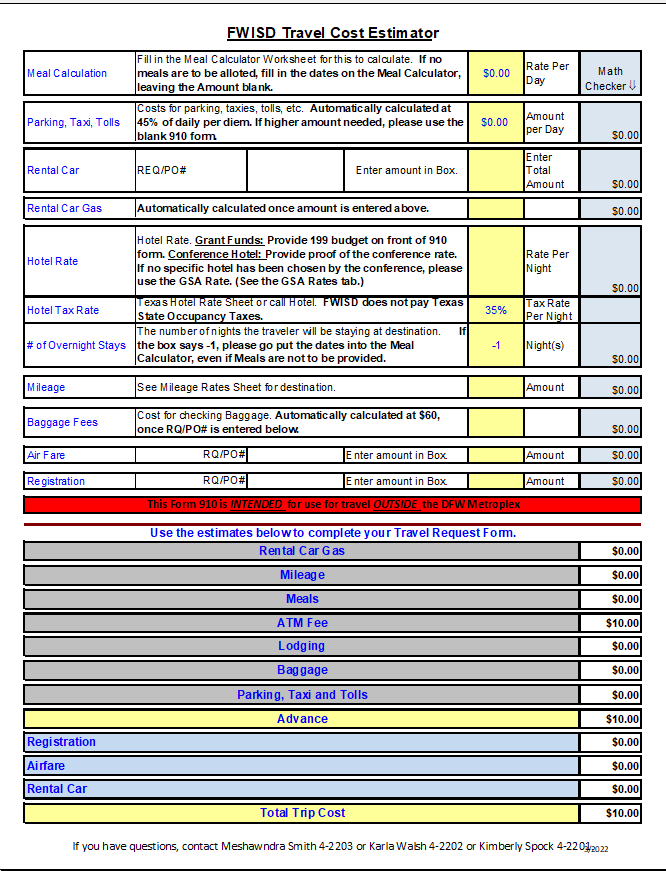 FWISD Travel Cost Estimator
Meal Calculation
Fill in the Meal Calculator Worksheet for this to calculate. If no
meals are to be alloted, fill in the dates on the Meal Calculator,
leaving the Amount blank.
$0.00
Rate Per
Day
Math
Checker ⇓
Parking, Taxi, Tolls
Costs for parking, taxies, tolls, etc. Automatically calculated at
45% of daily per diem. If higher amount needed, please use the
blank 910 form.
$0.00
Amount
per Day
$0.00
Rental Car
REQ/PO#
Enter amount in Box.
Enter
Total
Amount
$0.00
Rental Car Gas
Automatically calculated once amount is entered above.
$0.00
Hotel Rate
Hotel Rate. Grant Funds: Provide 199 budget on front of 910
form. Conference Hotel: Provide proof of the conference rate.
If no specific hotel has been chosen by the conference, please
use the GSA Rate. (See the GSA Rates tab.)
Rate Per
Night
$0.00
Hotel Tax Rate
Texas Hotel Rate Sheet or call Hotel. FWISD does not pay Texas
State Occupancy Taxes.
35%
Tax Rate
Per Night
# of Overnight Stays
The number of nights the traveler will be staying at destination. If
the box says -1, please go put the dates into the Meal
Calculator, even if Meals are not to be provided.
-1
Night(s)
$0.00
Mileage
See Mileage Rates Sheet for destination.
Amount
$0.00
Baggage Fees
Cost for checking Baggage. Automatically calculated at $60,
once RQ/PO# is entered below.
$0.00
Air Fare
RQ/PO#
Enter amount in Box.
Amount
$0.00
Registration
RQ/PO#
Enter amount in Box.
Amount
$0.00
This Form 910 is INTENDED for use for travel OUTSIDE the DFW Metroplex
Use the estimates below to complete your Travel Request Form.
Rental Car Gas $0.00
Mileage $0.00
Meals $0.00
ATM Fee $10.00
Lodging $0.00
Baggage $0.00
Parking, Taxi and Tolls $0.00
Advance $10.00
Registration $0.00
Airfare $0.00
Rental Car $0.00
Total Trip Cost $10.00
If you have questions, contact Meshawndra Smith 4-2203 or Karla Walsh 4-2202 or Kimberly Spock 4-2201